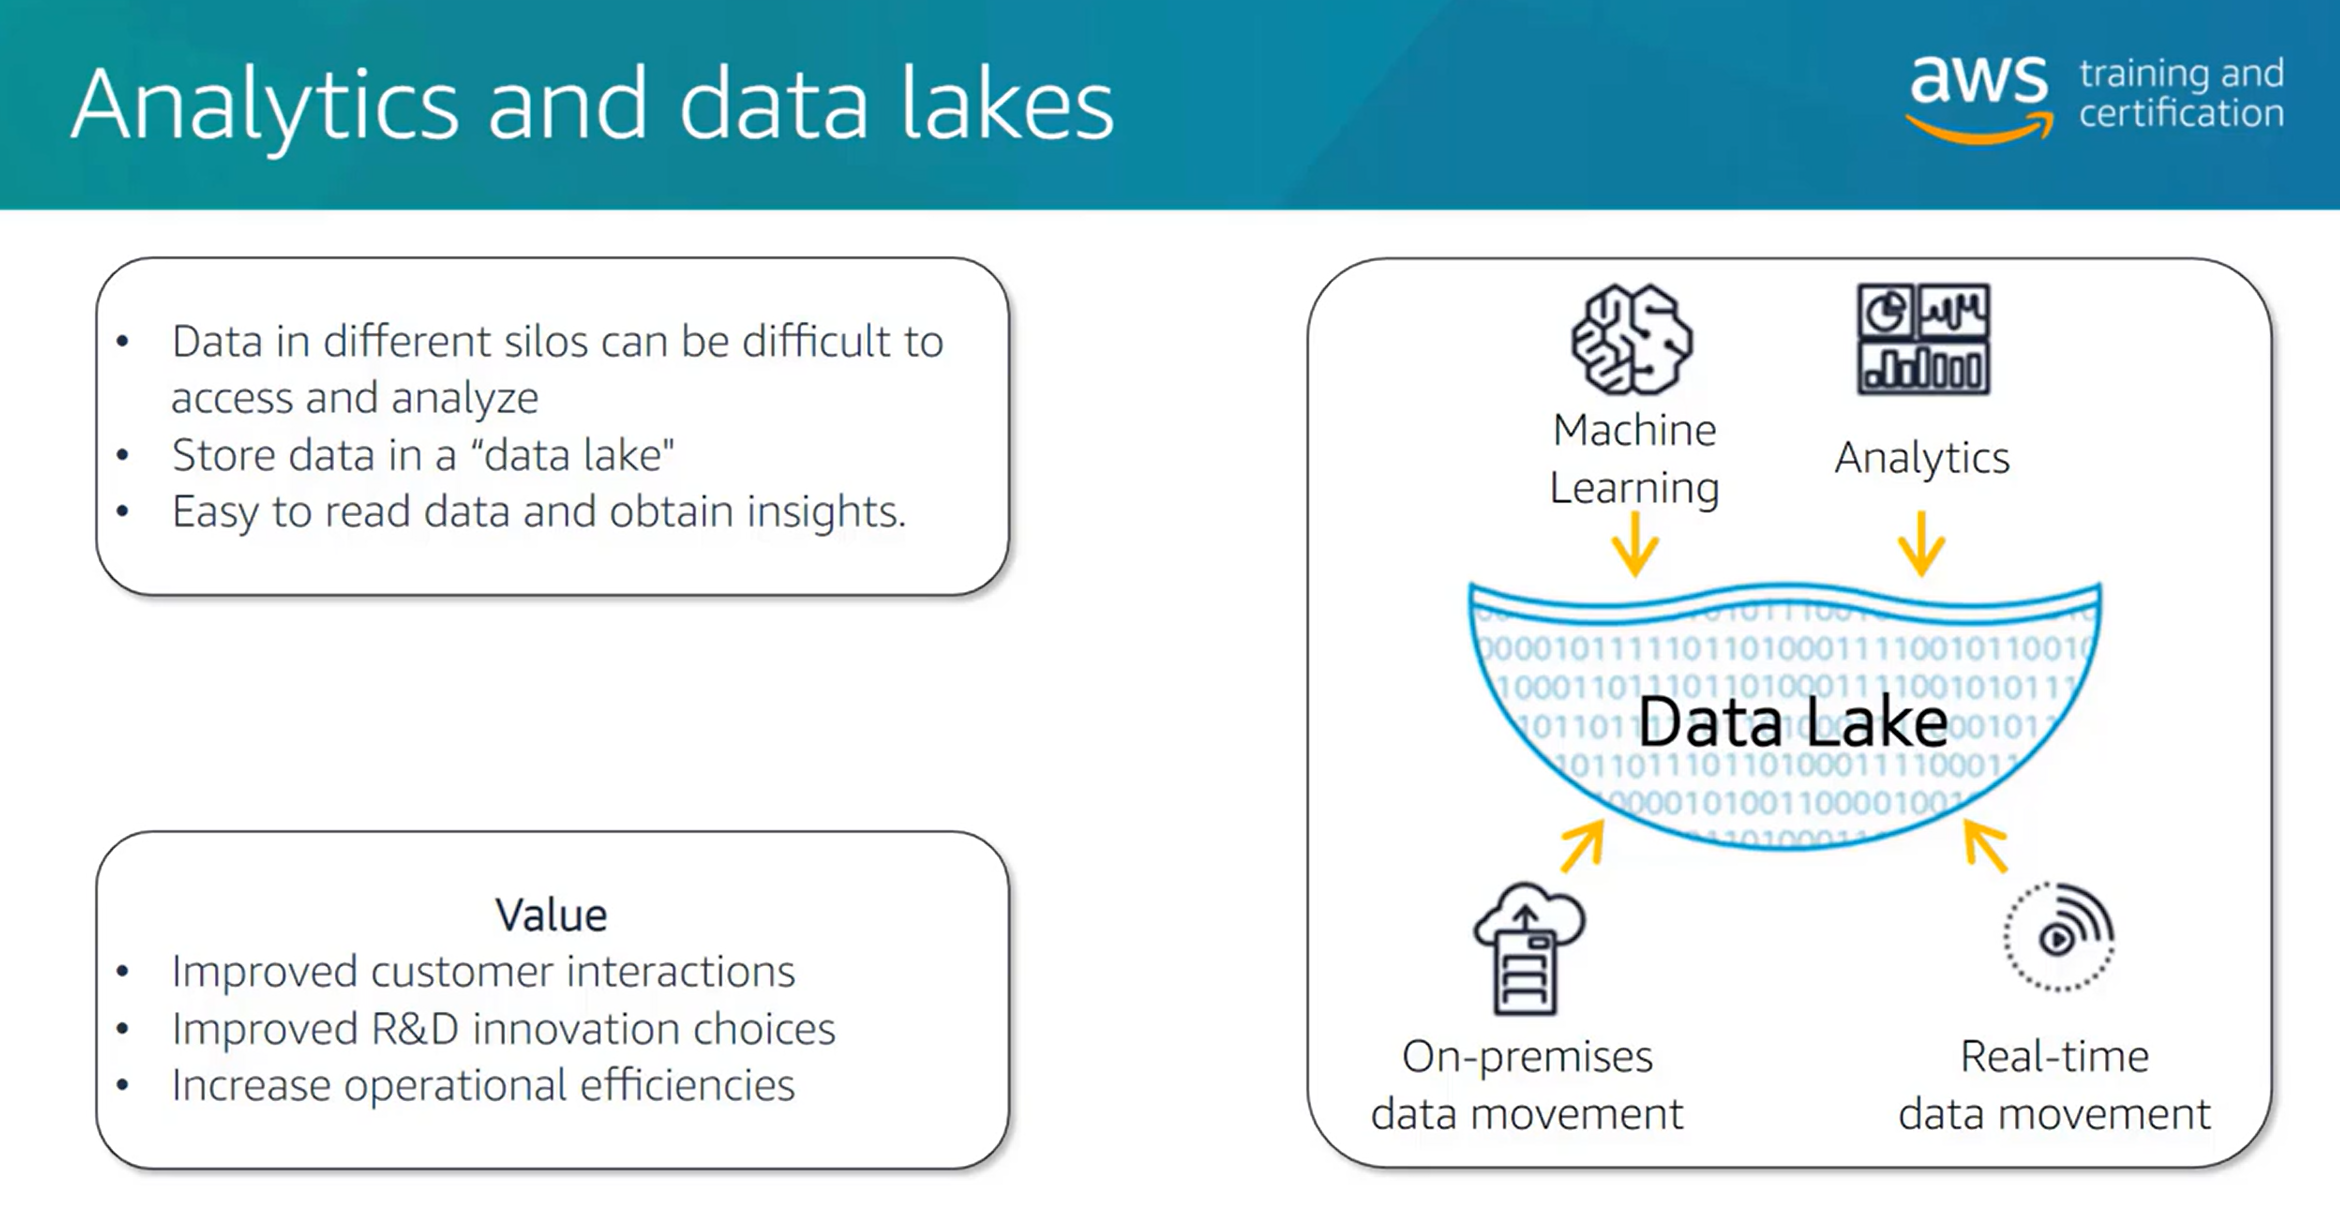 Analytics and data lakes
aws training and
certification
• Data in different silos can be difficult to
access and analyze
• Store data in a “data lake"
• Easy to read data and obtain insights.
Value
• Improved customer interactions
• Improved R&D innovation choices
• Increase operational efficiencies
Machine
Learning
Analytics
Data Lake
On-premises
data movement
Real-time
data movement